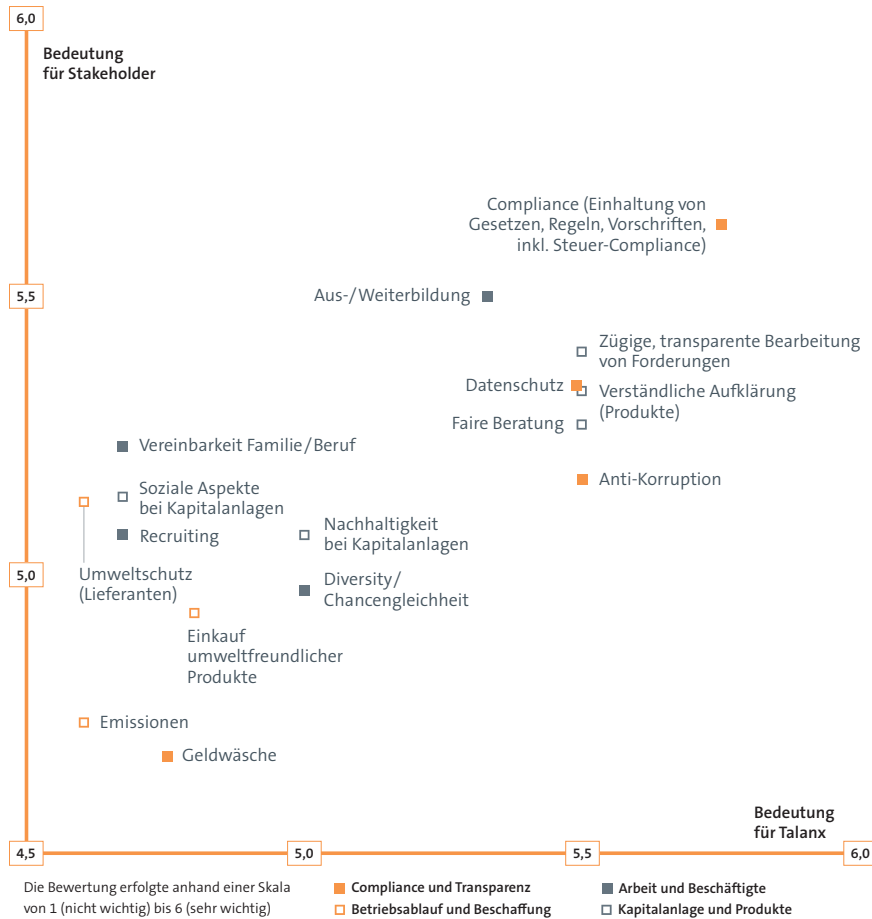 6,0
Bedeutung
für Stakeholder
Compliance (Einhaltung von
Gesetzen, Regeln, Vorschriften,
inkl. Steuer-Compliance)
5,5
Aus-/Weiterbildung
Zügige, transparente Bearbeitung
von Forderungen
Datenschutz
Verständliche Aufklärung
(Produkte)
Faire Beratung
Vereinbarkeit Familie/Beruf
Anti-Korruption
Soziale Aspekte
bei Kapitalanlagen
Recruiting
Nachhaltigkeit
bei Kapitalanlagen
5,0
Umweltschutz
(Lieferanten)
Diversity/
Chancengleichheit
Einkauf
umweltfreundlicher
Produkte
Emissionen
Geldwäsche
Bedeutung
für Talanx
4,5
5,0
5,5
6,0
Die Bewertung erfolgte anhand einer Skala
von 1 (nicht wichtig) bis 6 (sehr wichtig)
Compliance und Transparenz
Betriebsablauf und Beschaffung
Arbeit und Beschäftigte
Kapitalanlage und Produkte